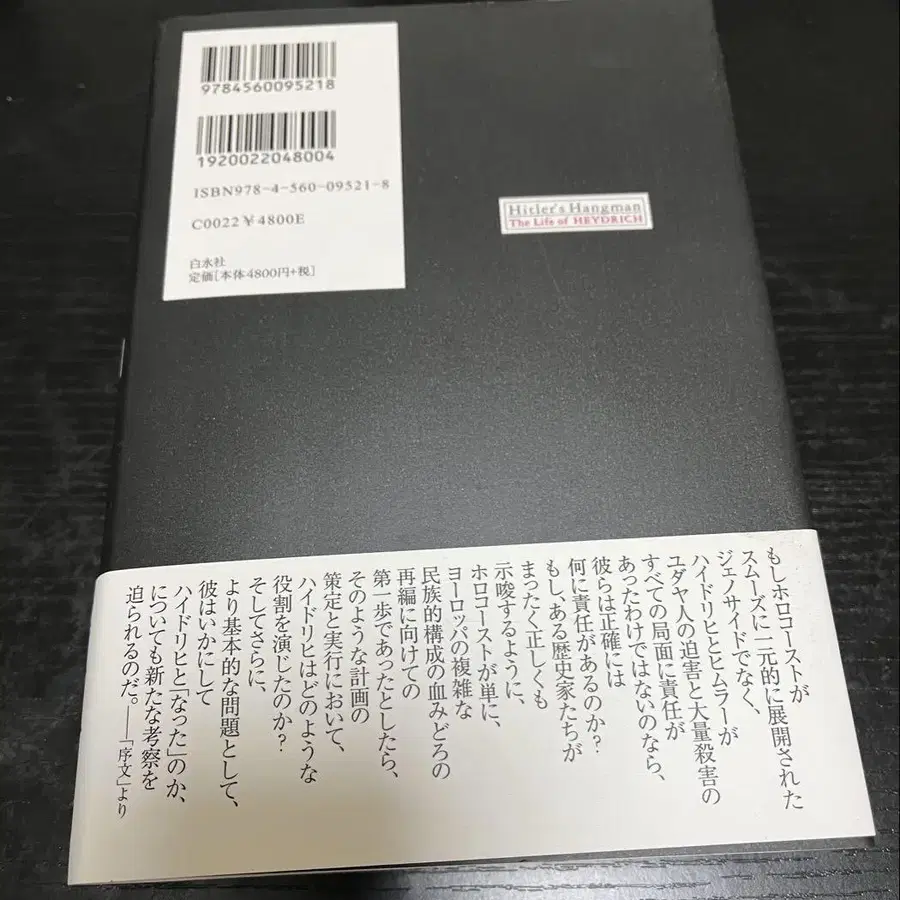 9784560095218
1920022048004
ISBN978-4-560-09521-8
C0022 ¥4800E
白水社
定価[本体4800円+税]
Hitler's Hangman
The Life of HEYDRICH
もしホロコーストが
スムーズに一元的に展開された
ジェノサイドでなく、
ハイドリヒとヒムラーが
ユダヤ人の迫害と大量殺害の
すべての局面に責任が
あったわけではないのなら、
彼らは正確には
何に責任があるのか?
もし、ある歴史家たちが
まったく正しくも
示唆するように、
ホロコーストが単に、
ヨーロッパの複雑な
民族的構成の血みどろの
再編に向けての
第一歩であったとしたら、
そのような計画の
策定と実行において、
ハイドリヒはどのような
役割を演じたのか?
そしてさらに、
より基本的な問題として、
彼はいかにして
ハイドリヒと「なった」のか、
についても新たな考察を
迫られるのだ。——「序文」より